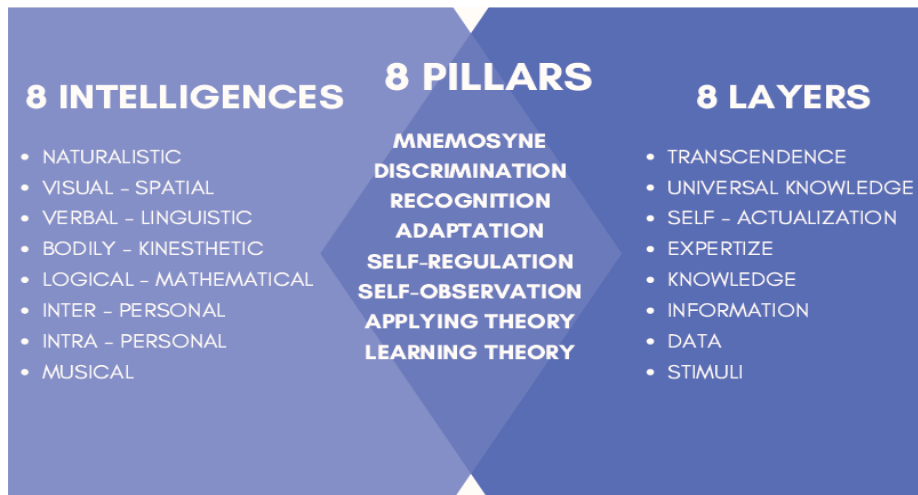 8 INTELLIGENCES
• NATURALISTIC
• VISUAL – SPATIAL
• VERBAL – LINGUISTIC
• BODILY – KINESTHETIC
• LOGICAL – MATHEMATICAL
• INTER – PERSONAL
• INTRA – PERSONAL
• MUSICAL
8 PILLARS
MNEMOSYNE
DISCRIMINATION
RECOGNITION
ADAPTATION
SELF-REGULATION
SELF-OBSERVATION
APPLYING THEORY
LEARNING THEORY
8 LAYERS
• TRANSCENDENCE
• UNIVERSAL KNOWLEDGE
• SELF – ACTUALIZATION
• EXPERTIZE
• KNOWLEDGE
• INFORMATION
• DATA
• STIMULI